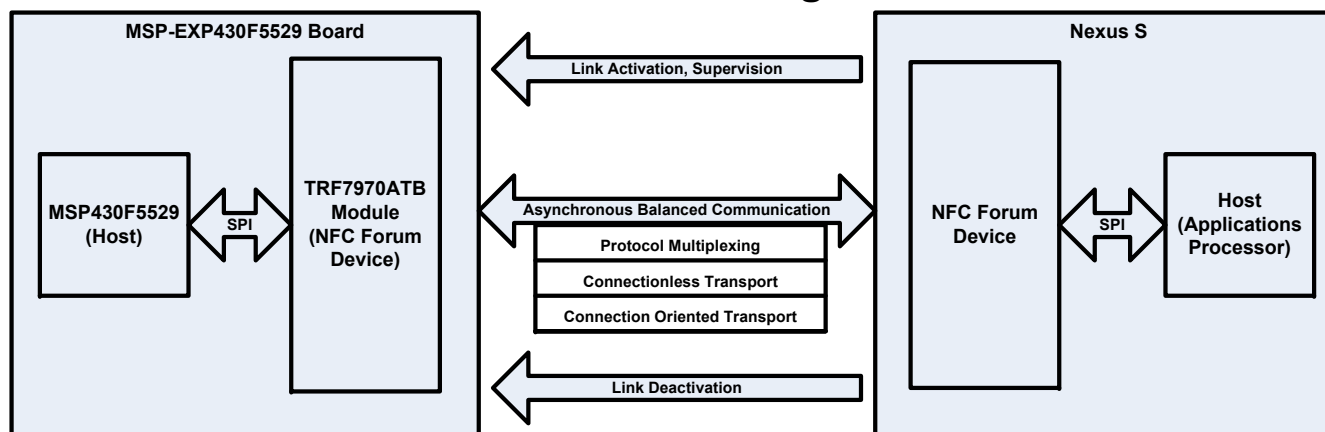 MSP-EXP430F5529 Board
MSP430F5529
(Host)
SPI
TRF7970ATB
Module
(NFC Forum
Device)
Link Activation, Supervision
Asynchronous Balanced Communication
Protocol Multiplexing
Connectionless Transport
Connection Oriented Transport
Link Deactivation
Nexus S
NFC Forum
Device
SPI
Host
(Applications
Processor)